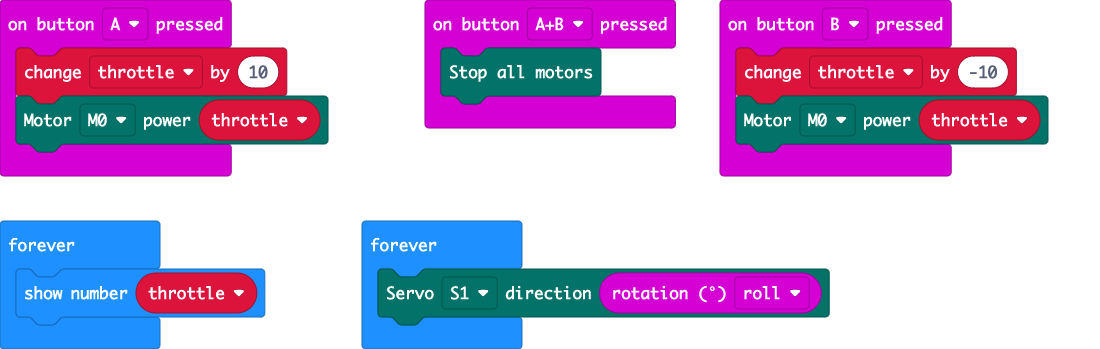 on button A pressed
change throttle by 10
Motor M0 power throttle
on button A+B pressed
Stop all motors
on button B pressed
change throttle by -10
Motor M0 power throttle
forever
show number throttle
forever
Servo S1 direction rotation (°) roll